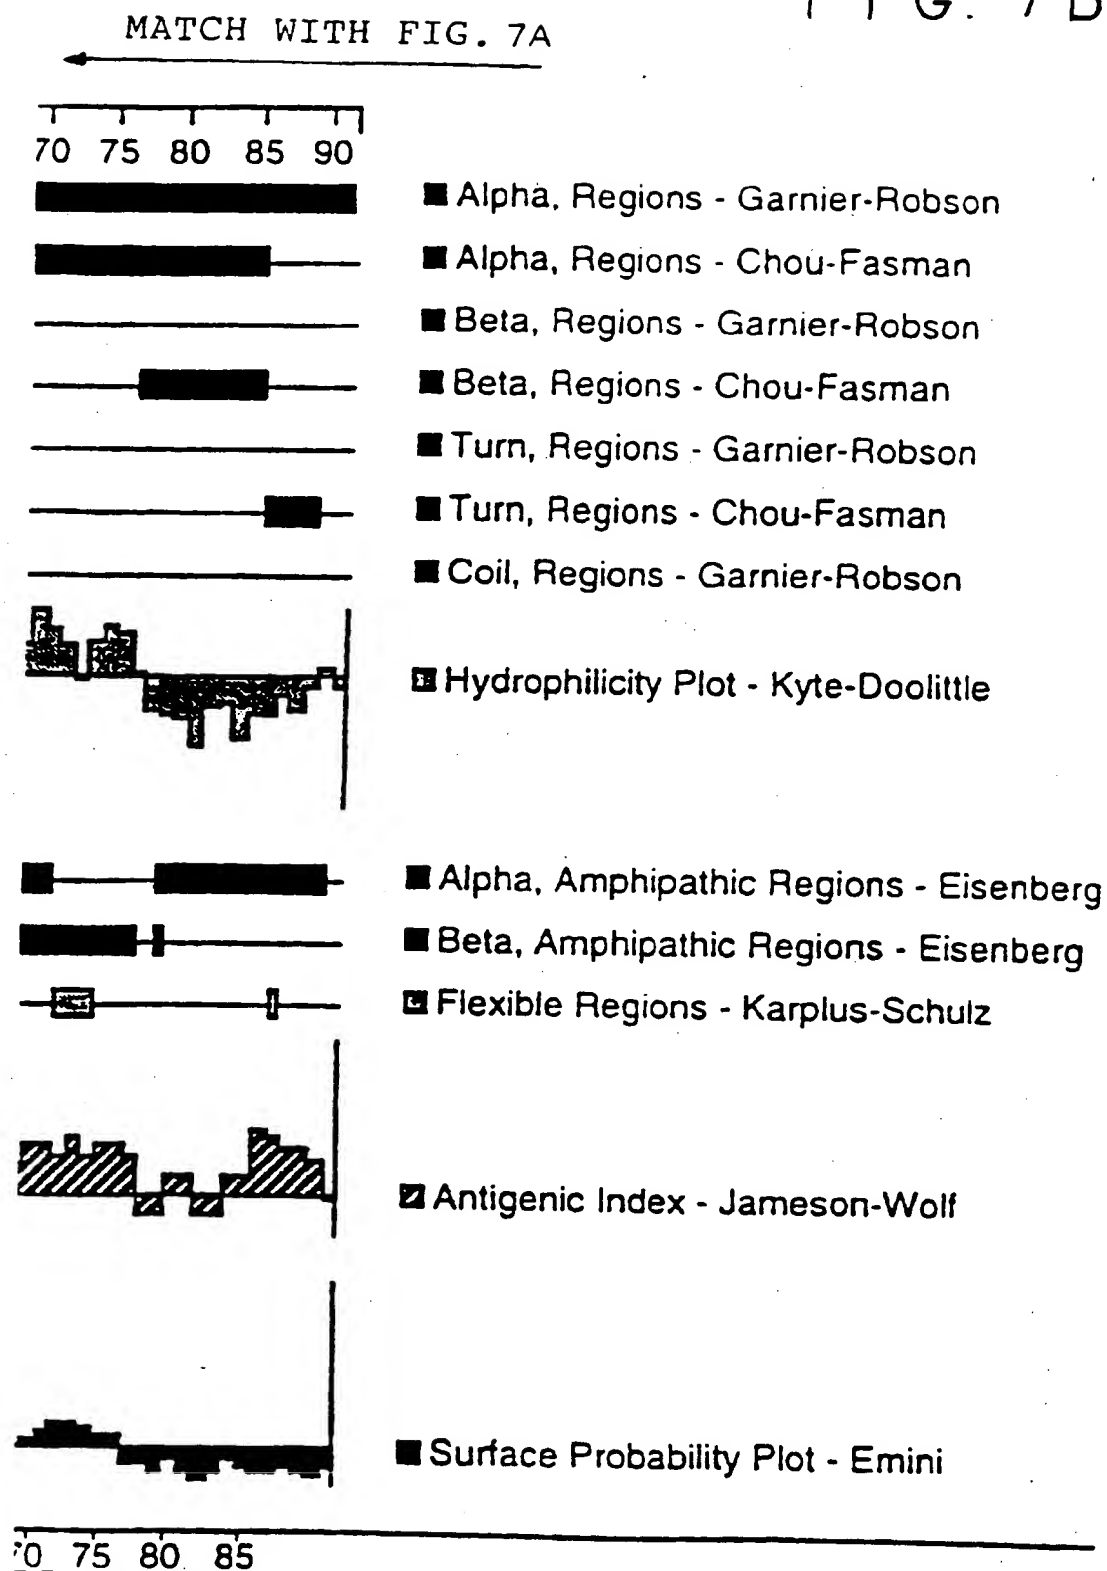 FIG. 7B
MATCH WITH FIG. 7A
70 75 80 85 90
Alpha, Regions - Garnier-Robson
Alpha, Regions - Chou-Fasman
Beta, Regions - Garnier-Robson
Beta, Regions - Chou-Fasman
Turn, Regions - Garnier-Robson
Turn, Regions - Chou-Fasman
Coil, Regions - Garnier-Robson
Hydrophilicity Plot - Kyte-Doolittle
Alpha, Amphipathic Regions - Eisenberg
Beta, Amphipathic Regions - Eisenberg
Flexible Regions - Karplus-Schulz
Antigenic Index - Jameson-Wolf
Surface Probability Plot - Emini
70 75 80 85